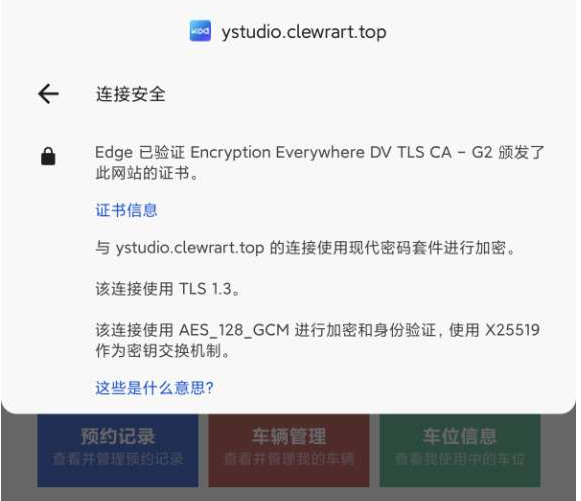 ystudio.clewrart.top
连接安全
Edge 已验证 Encryption Everywhere DV TLS CA – G2 颁发了
此网站的证书。
证书信息
与 ystudio.clewrart.top 的连接使用现代密码套件进行加密。
该连接使用 TLS 1.3。
该连接使用 AES_128_GCM 进行加密和身份验证，使用 X25519
作为密钥交换机制。
这些是什么意思?
预约记录 车辆管理 车位信息
查看并管理预约记录 查看并管理我的车辆 查看我使用中的车位